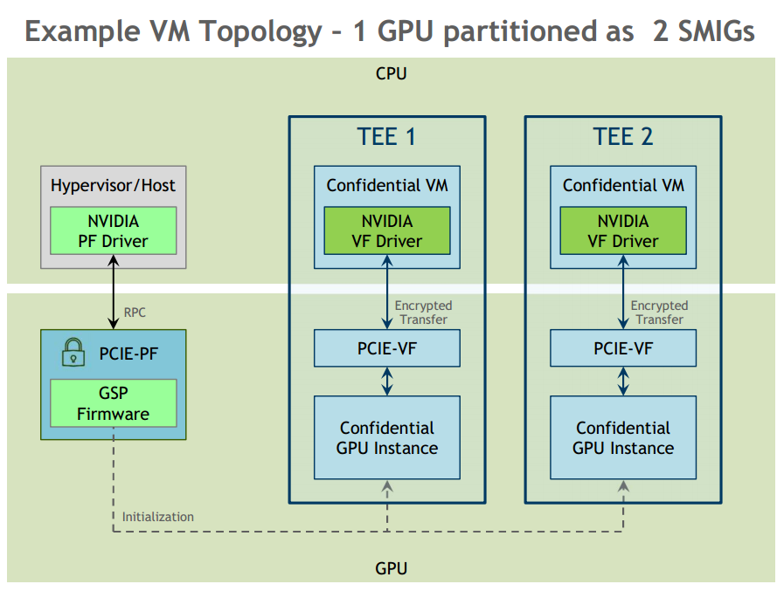 Example VM Topology – 1 GPU partitioned as 2 SMIGs
CPU
TEE 1
TEE 2
Hypervisor/Host
NVIDIA
PF Driver
Confidential VM
NVIDIA
VF Driver
Confidential VM
NVIDIA
VF Driver
RPC
Encrypted
Transfer
Encrypted
Transfer
PCIE-PF
GSP
Firmware
PCIE-VF
Confidential
GPU Instance
PCIE-VF
Confidential
GPU Instance
Initialization
GPU